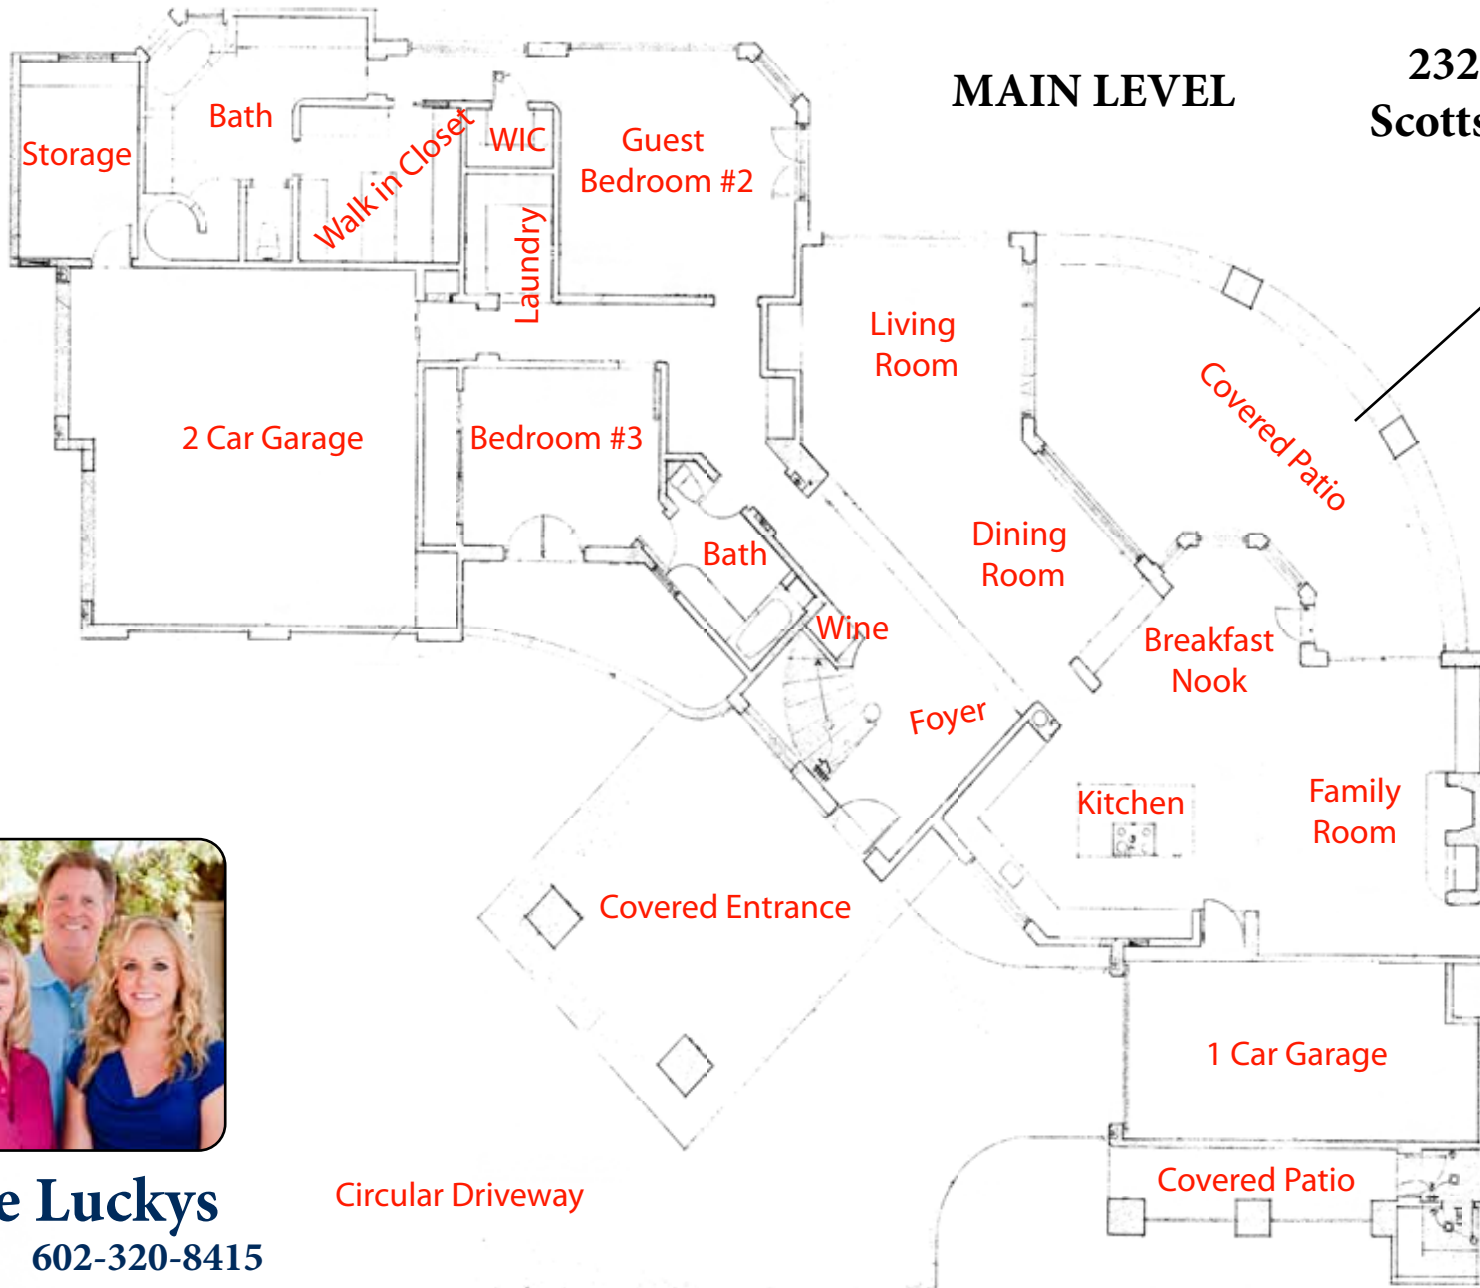 MAIN LEVEL
232
Scotts
Bath
Storage
Walk in Closet
WIC
Guest
Bedroom #2
Laundry
Living
Room
Covered Patio
2 Car Garage
Bedroom #3
Bath
Dining
Room
Wine
Breakfast
Nook
Foyer
Kitchen
Family
Room
Covered Entrance
1 Car Garage
Covered Patio
Circular Driveway
e Luckys
602-320-8415